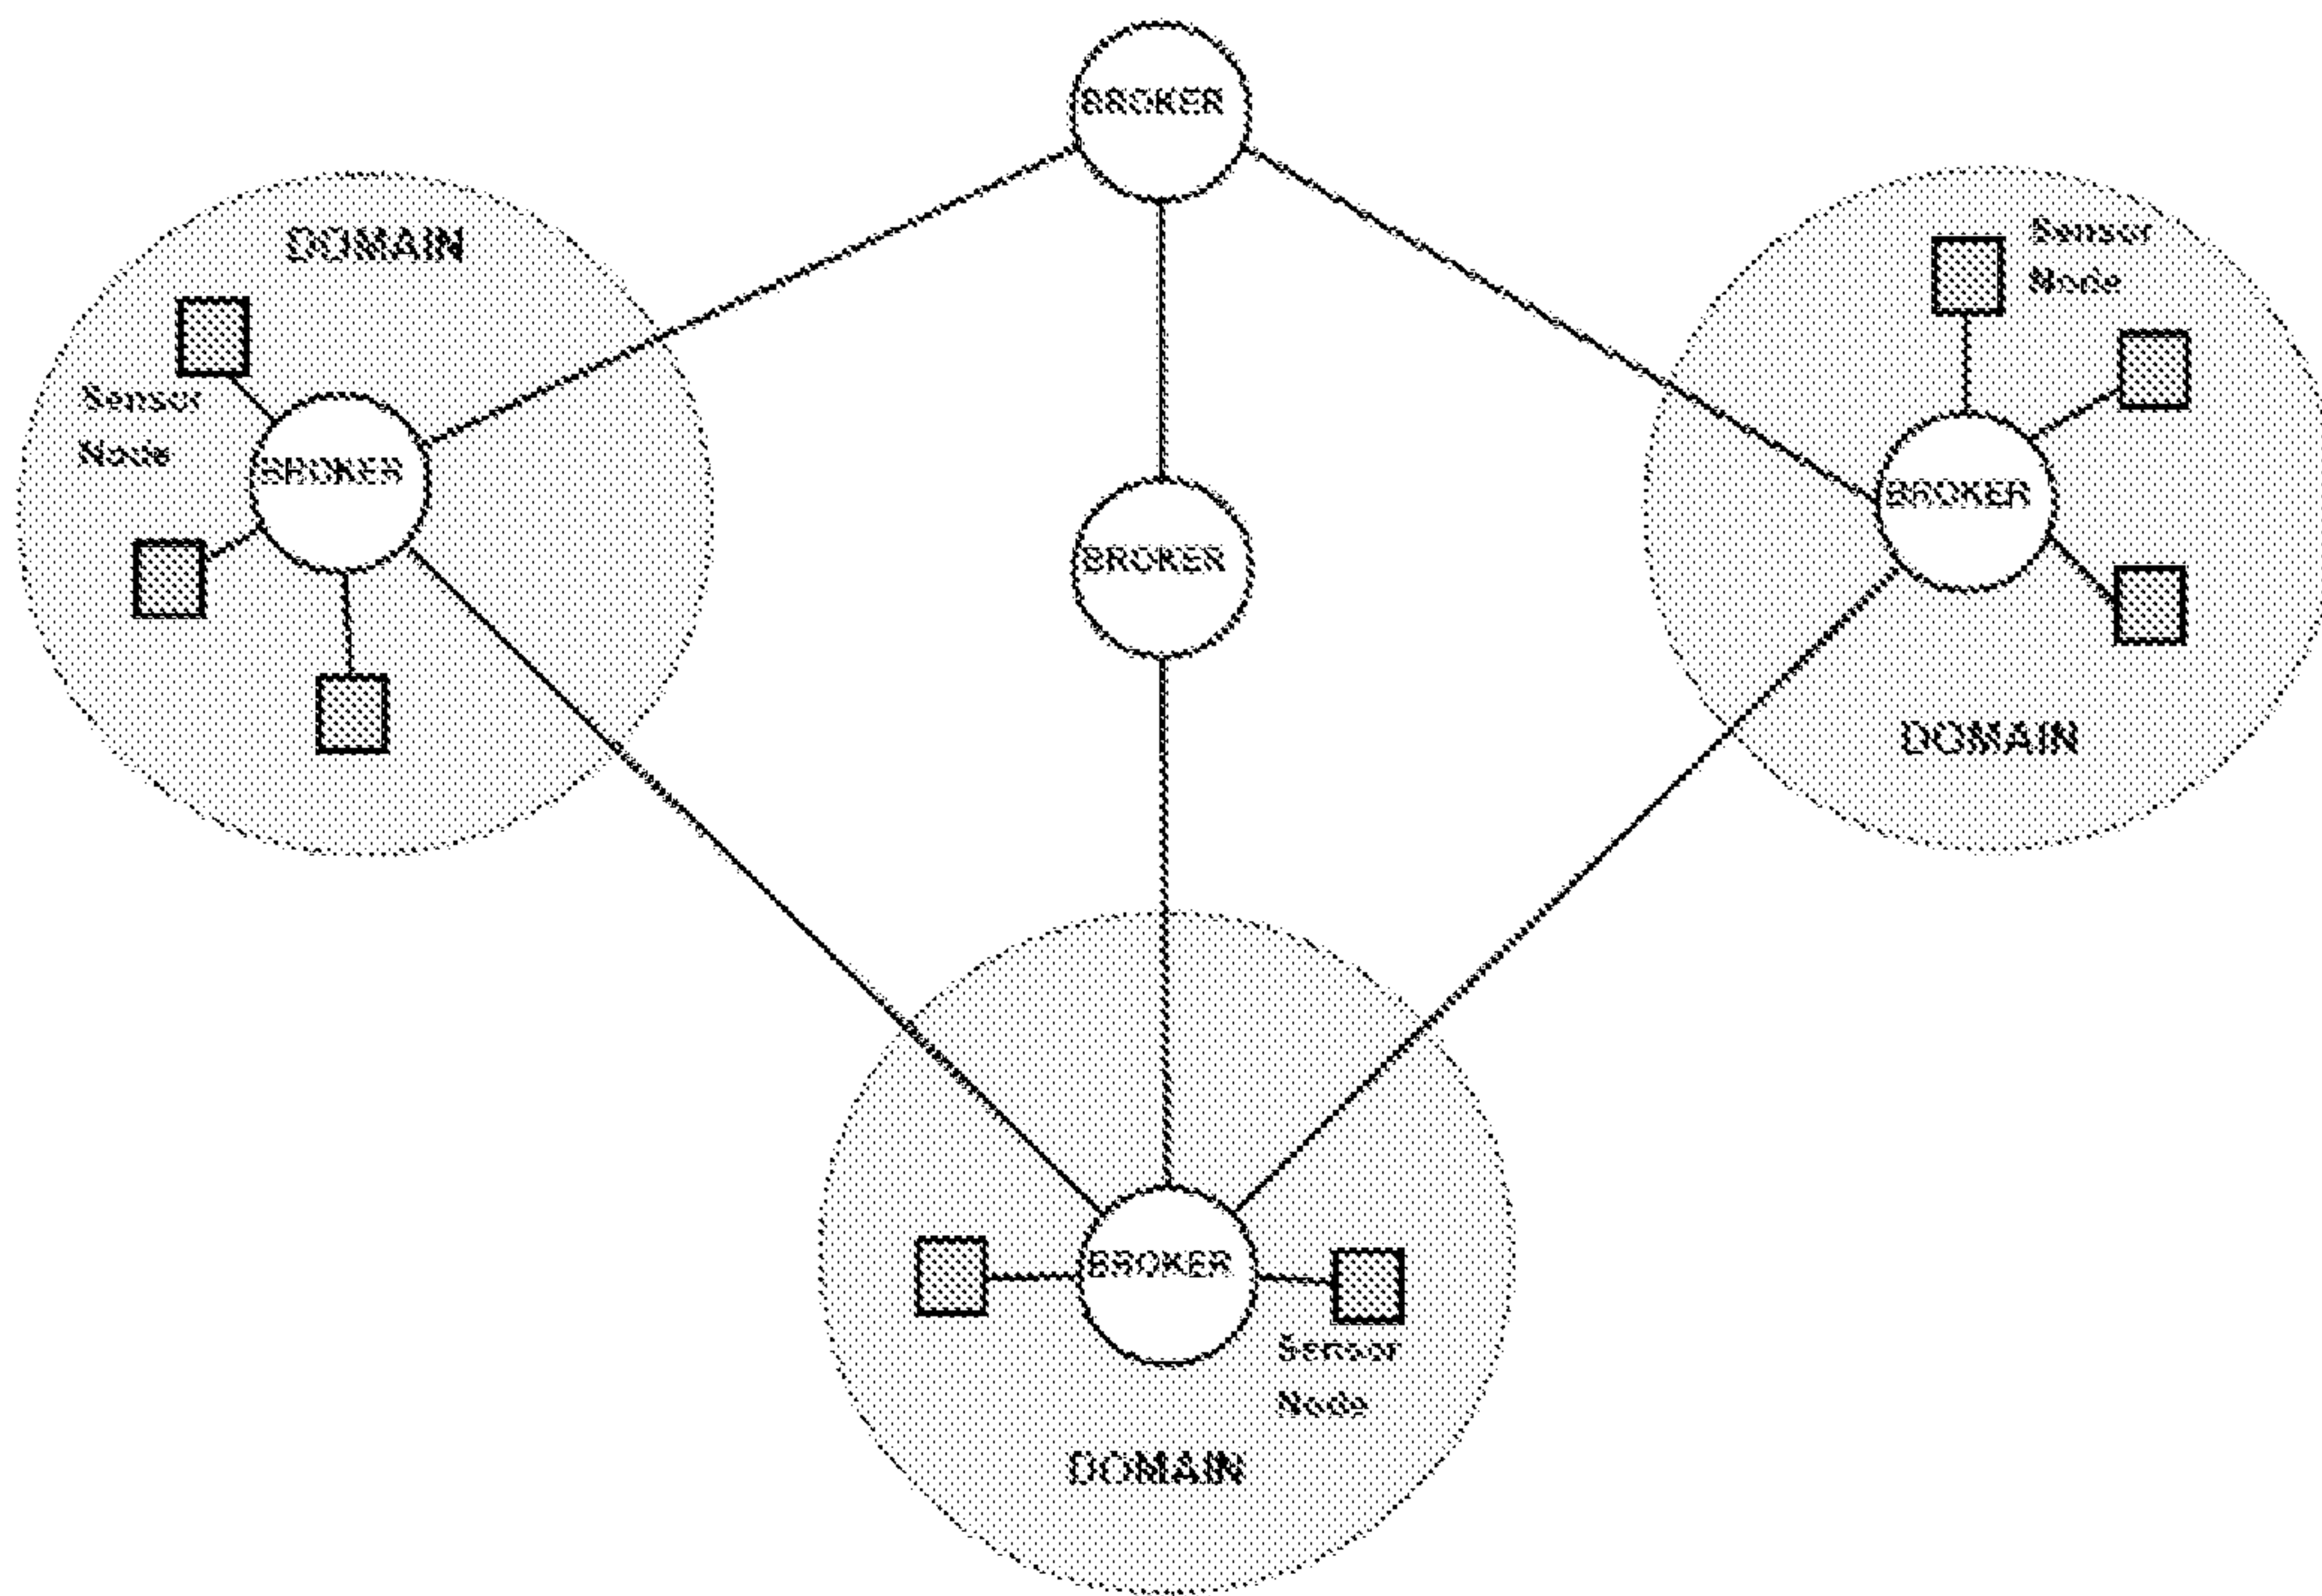 BROKER
DOMAIN
Sensor
Node
BROKER
Sensor
Node
BROKER
DOMAIN
BROKER
BROKER
Sensor
Node
DOMAIN